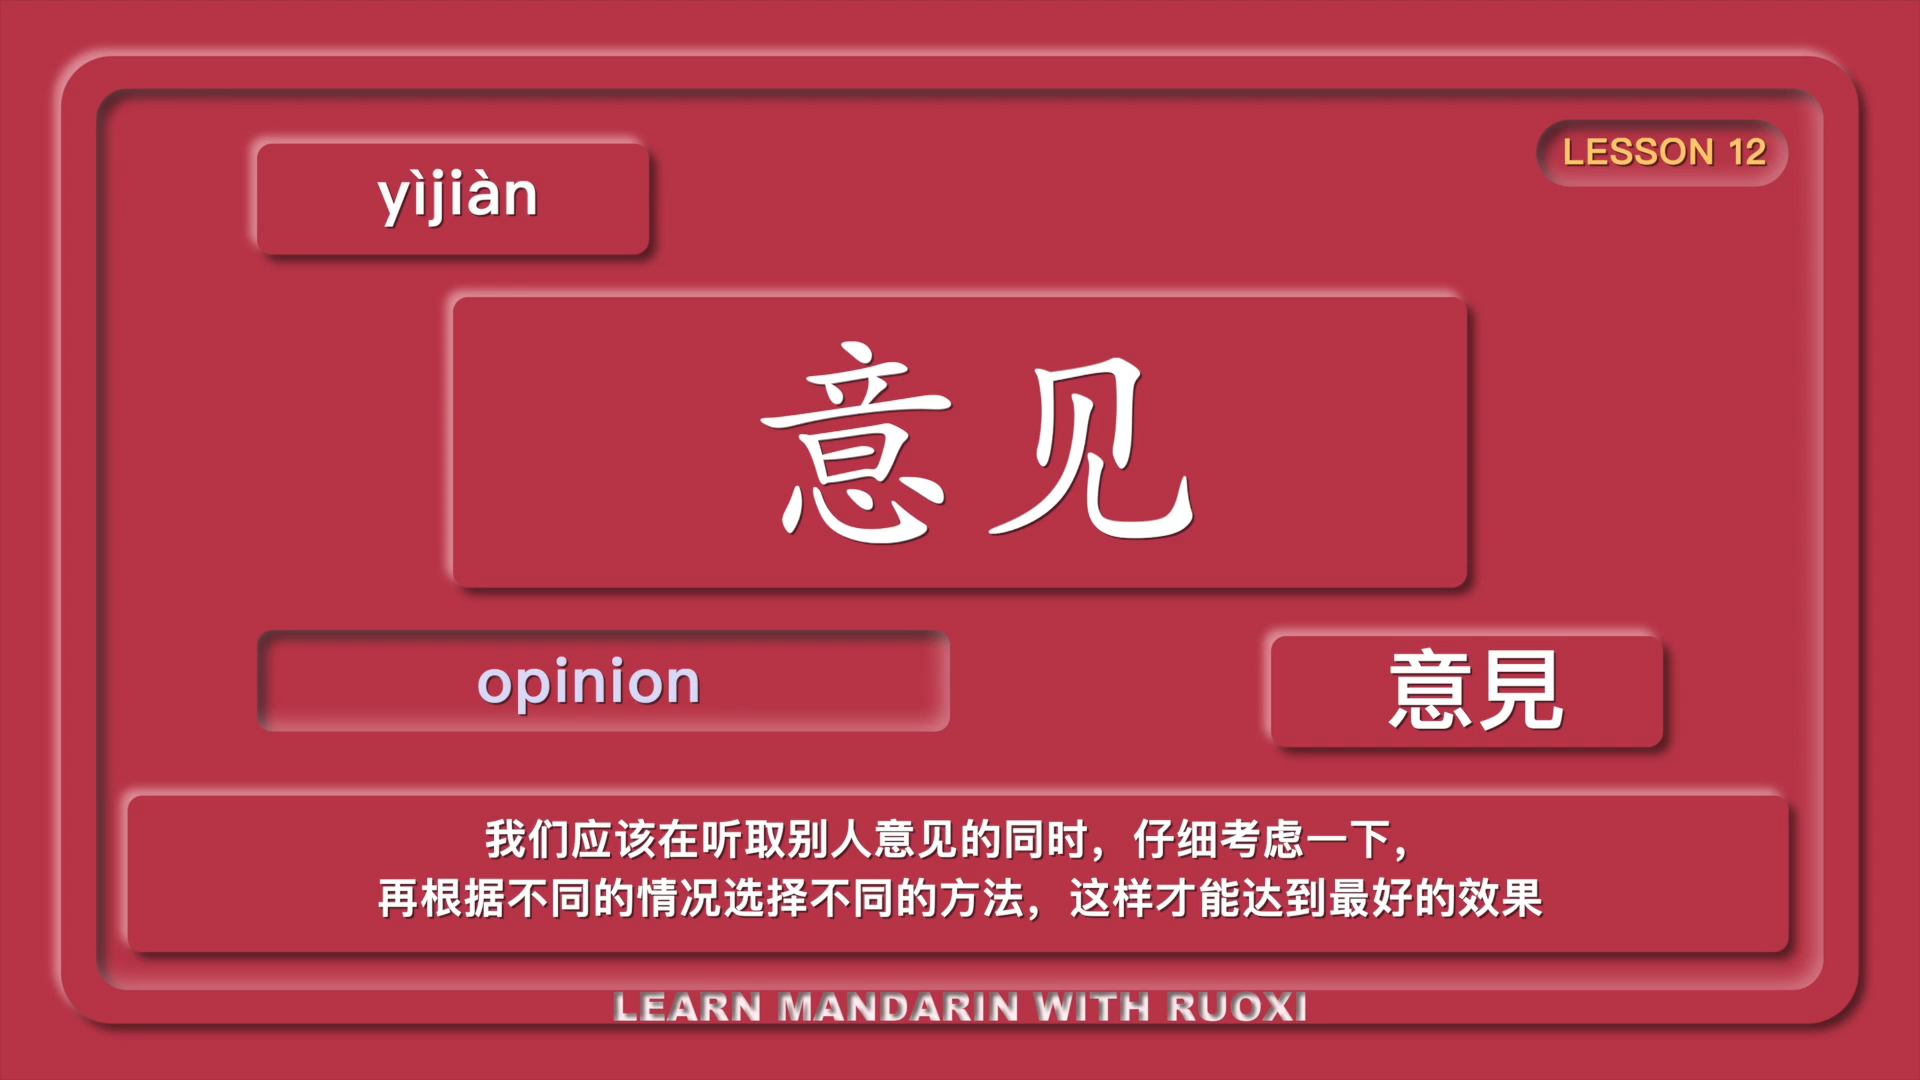 yìjiàn
LESSON 12
意见
opinion
意見
我们应该在听取别人意见的同时，仔细考虑一下，
再根据不同的情况选择不同的方法，这样才能达到最好的效果
LEARN MANDARIN WITH RUOXI